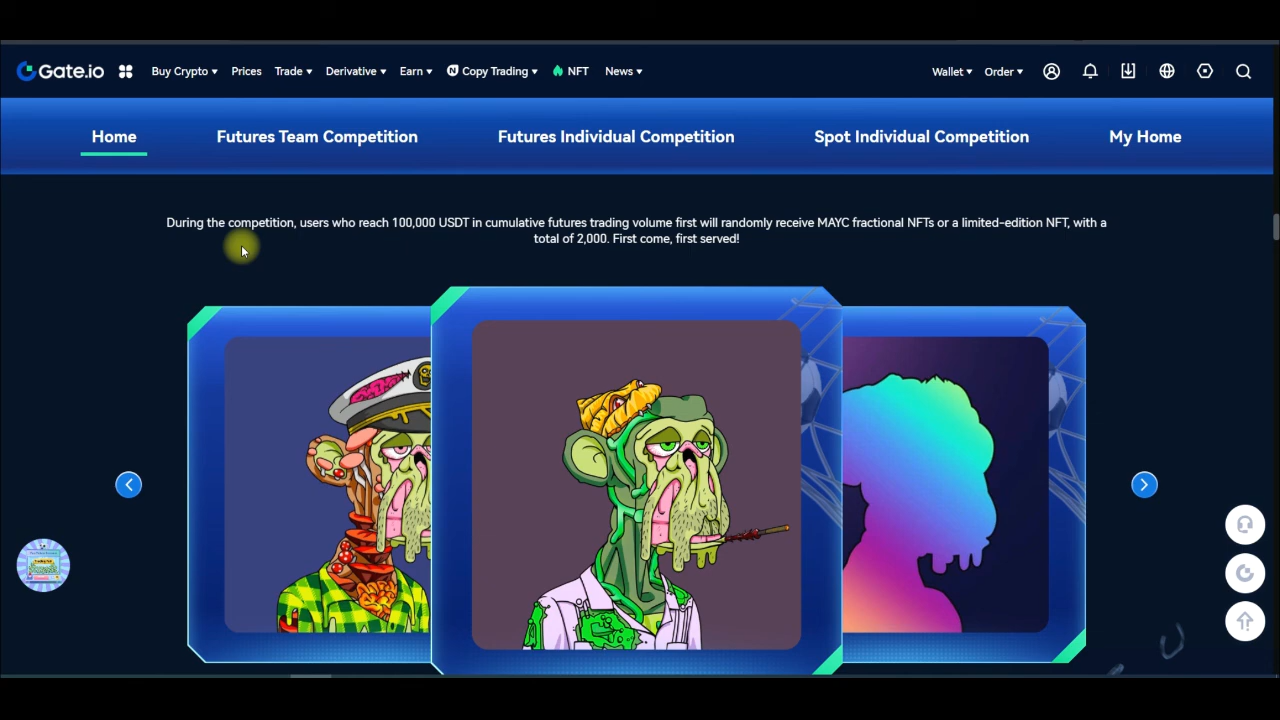 Gate.io Buy Crypto Prices Trade Derivative Earn Copy Trading NFT News Wallet Order
Home Futures Team Competition Futures Individual Competition Spot Individual Competition My Home
During the competition, users who reach 100,000 USDT in cumulative futures trading volume first will randomly receive MAYC fractional NFTs or a limited-edition NFT, with a
total of 2,000. First come, first served!